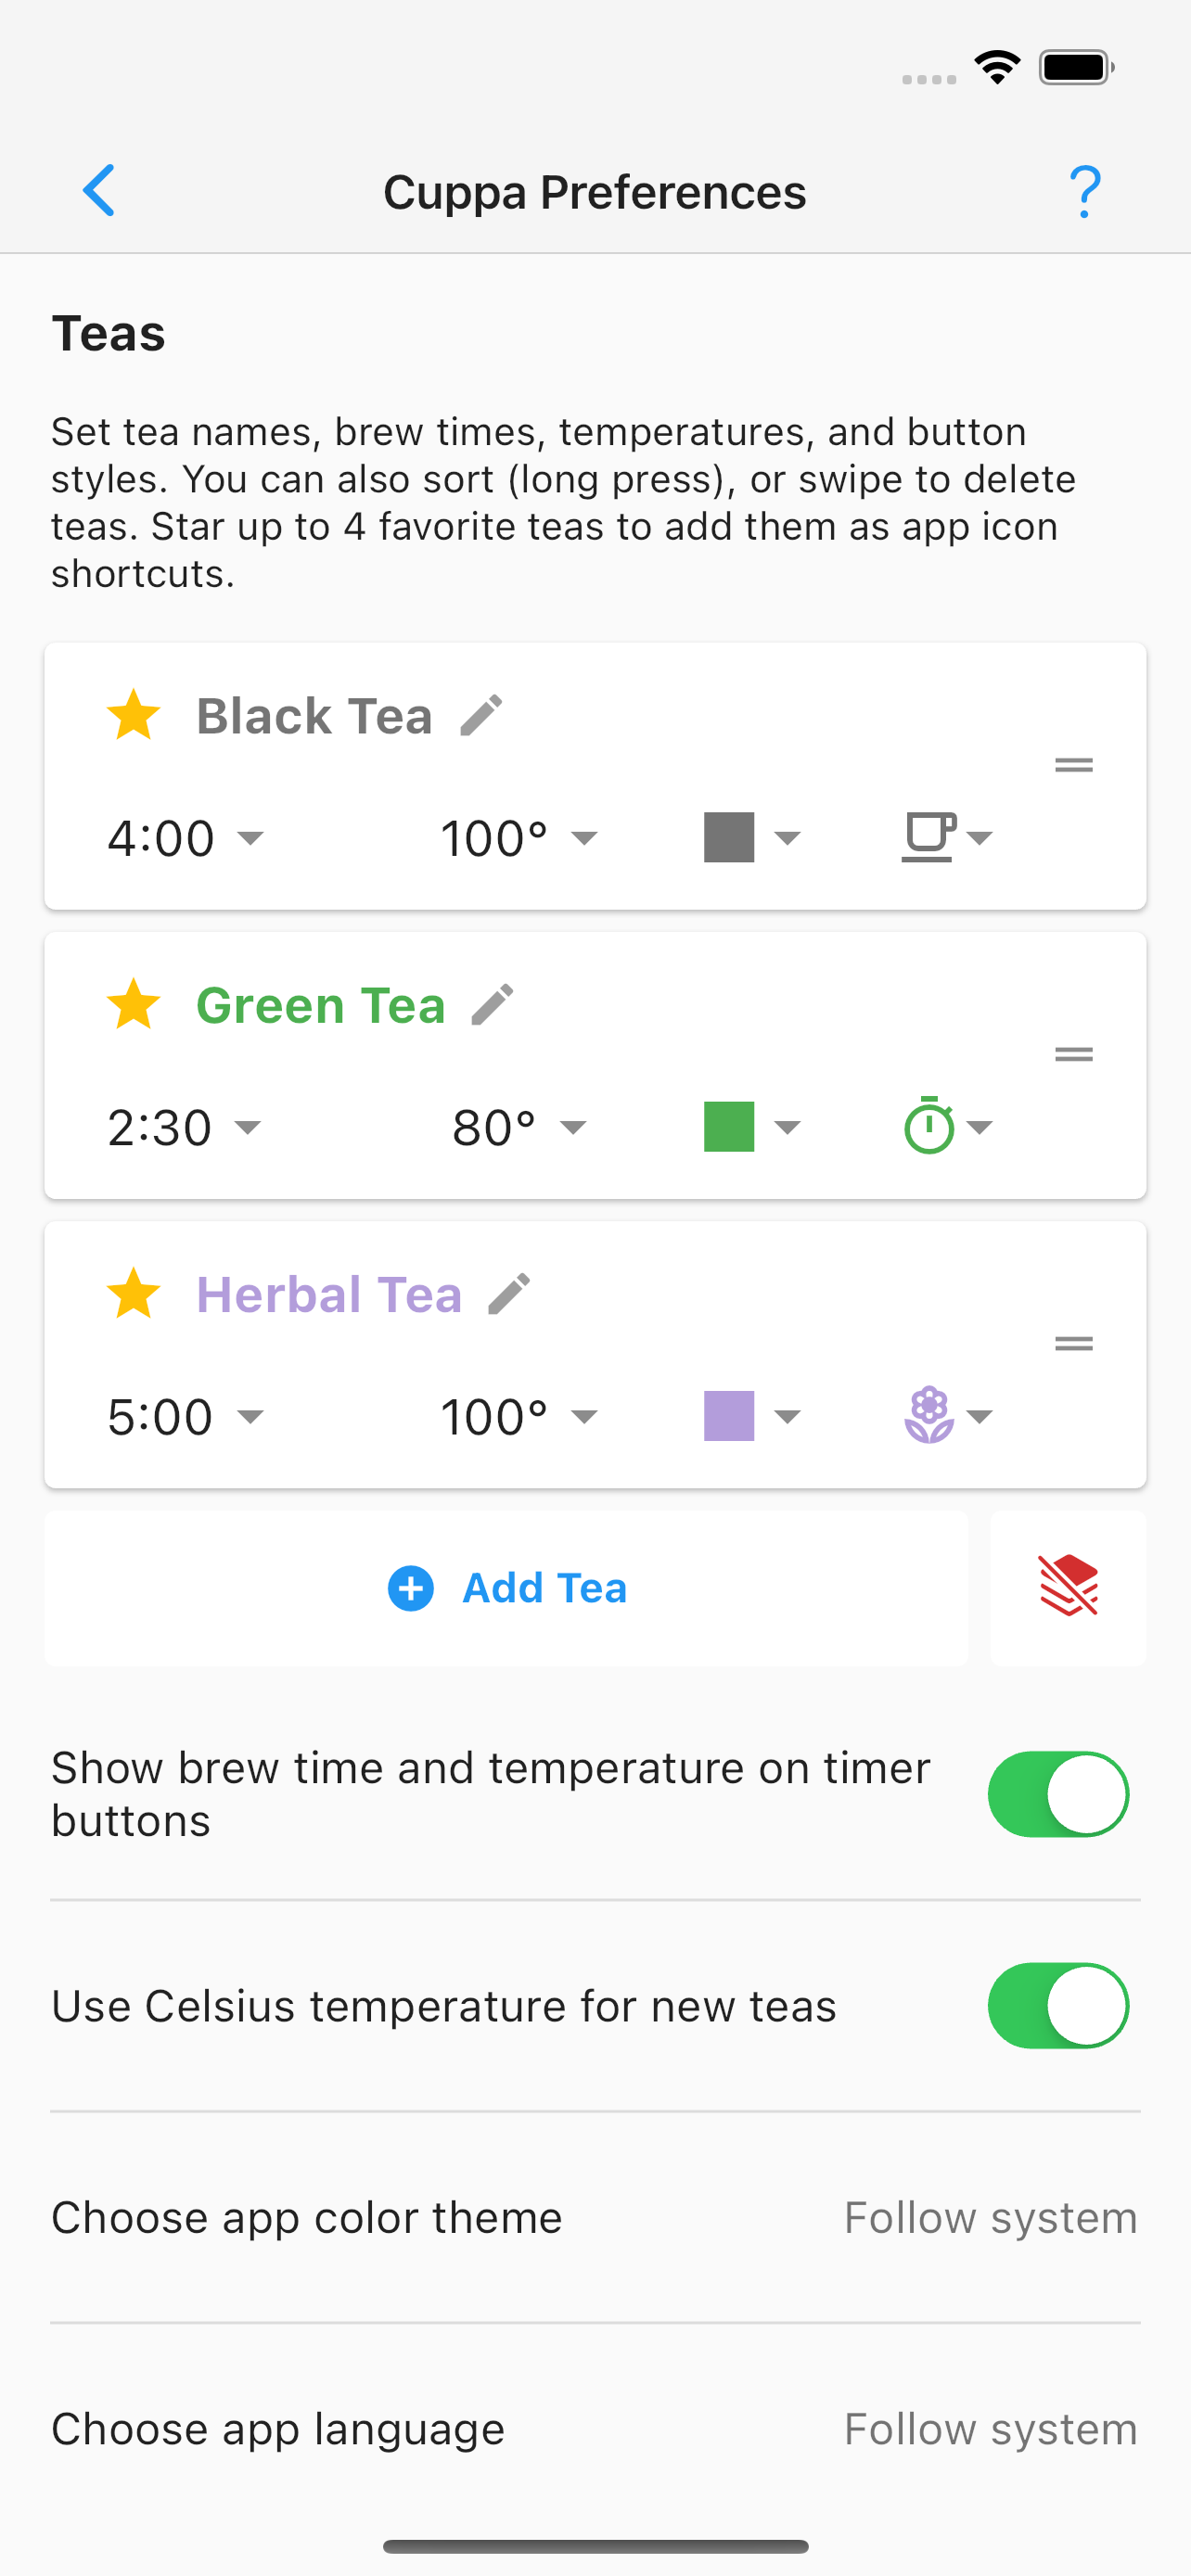 Cuppa Preferences
?
Teas
Set tea names, brew times, temperatures, and button
styles. You can also sort (long press), or swipe to delete
teas. Star up to 4 favorite teas to add them as app icon
shortcuts.
Black Tea
4:00 100°
Green Tea
2:30 80°
Herbal Tea
5:00 100°
Add Tea
Show brew time and temperature on timer
buttons
Use Celsius temperature for new teas
Choose app color theme Follow system
Choose app language Follow system